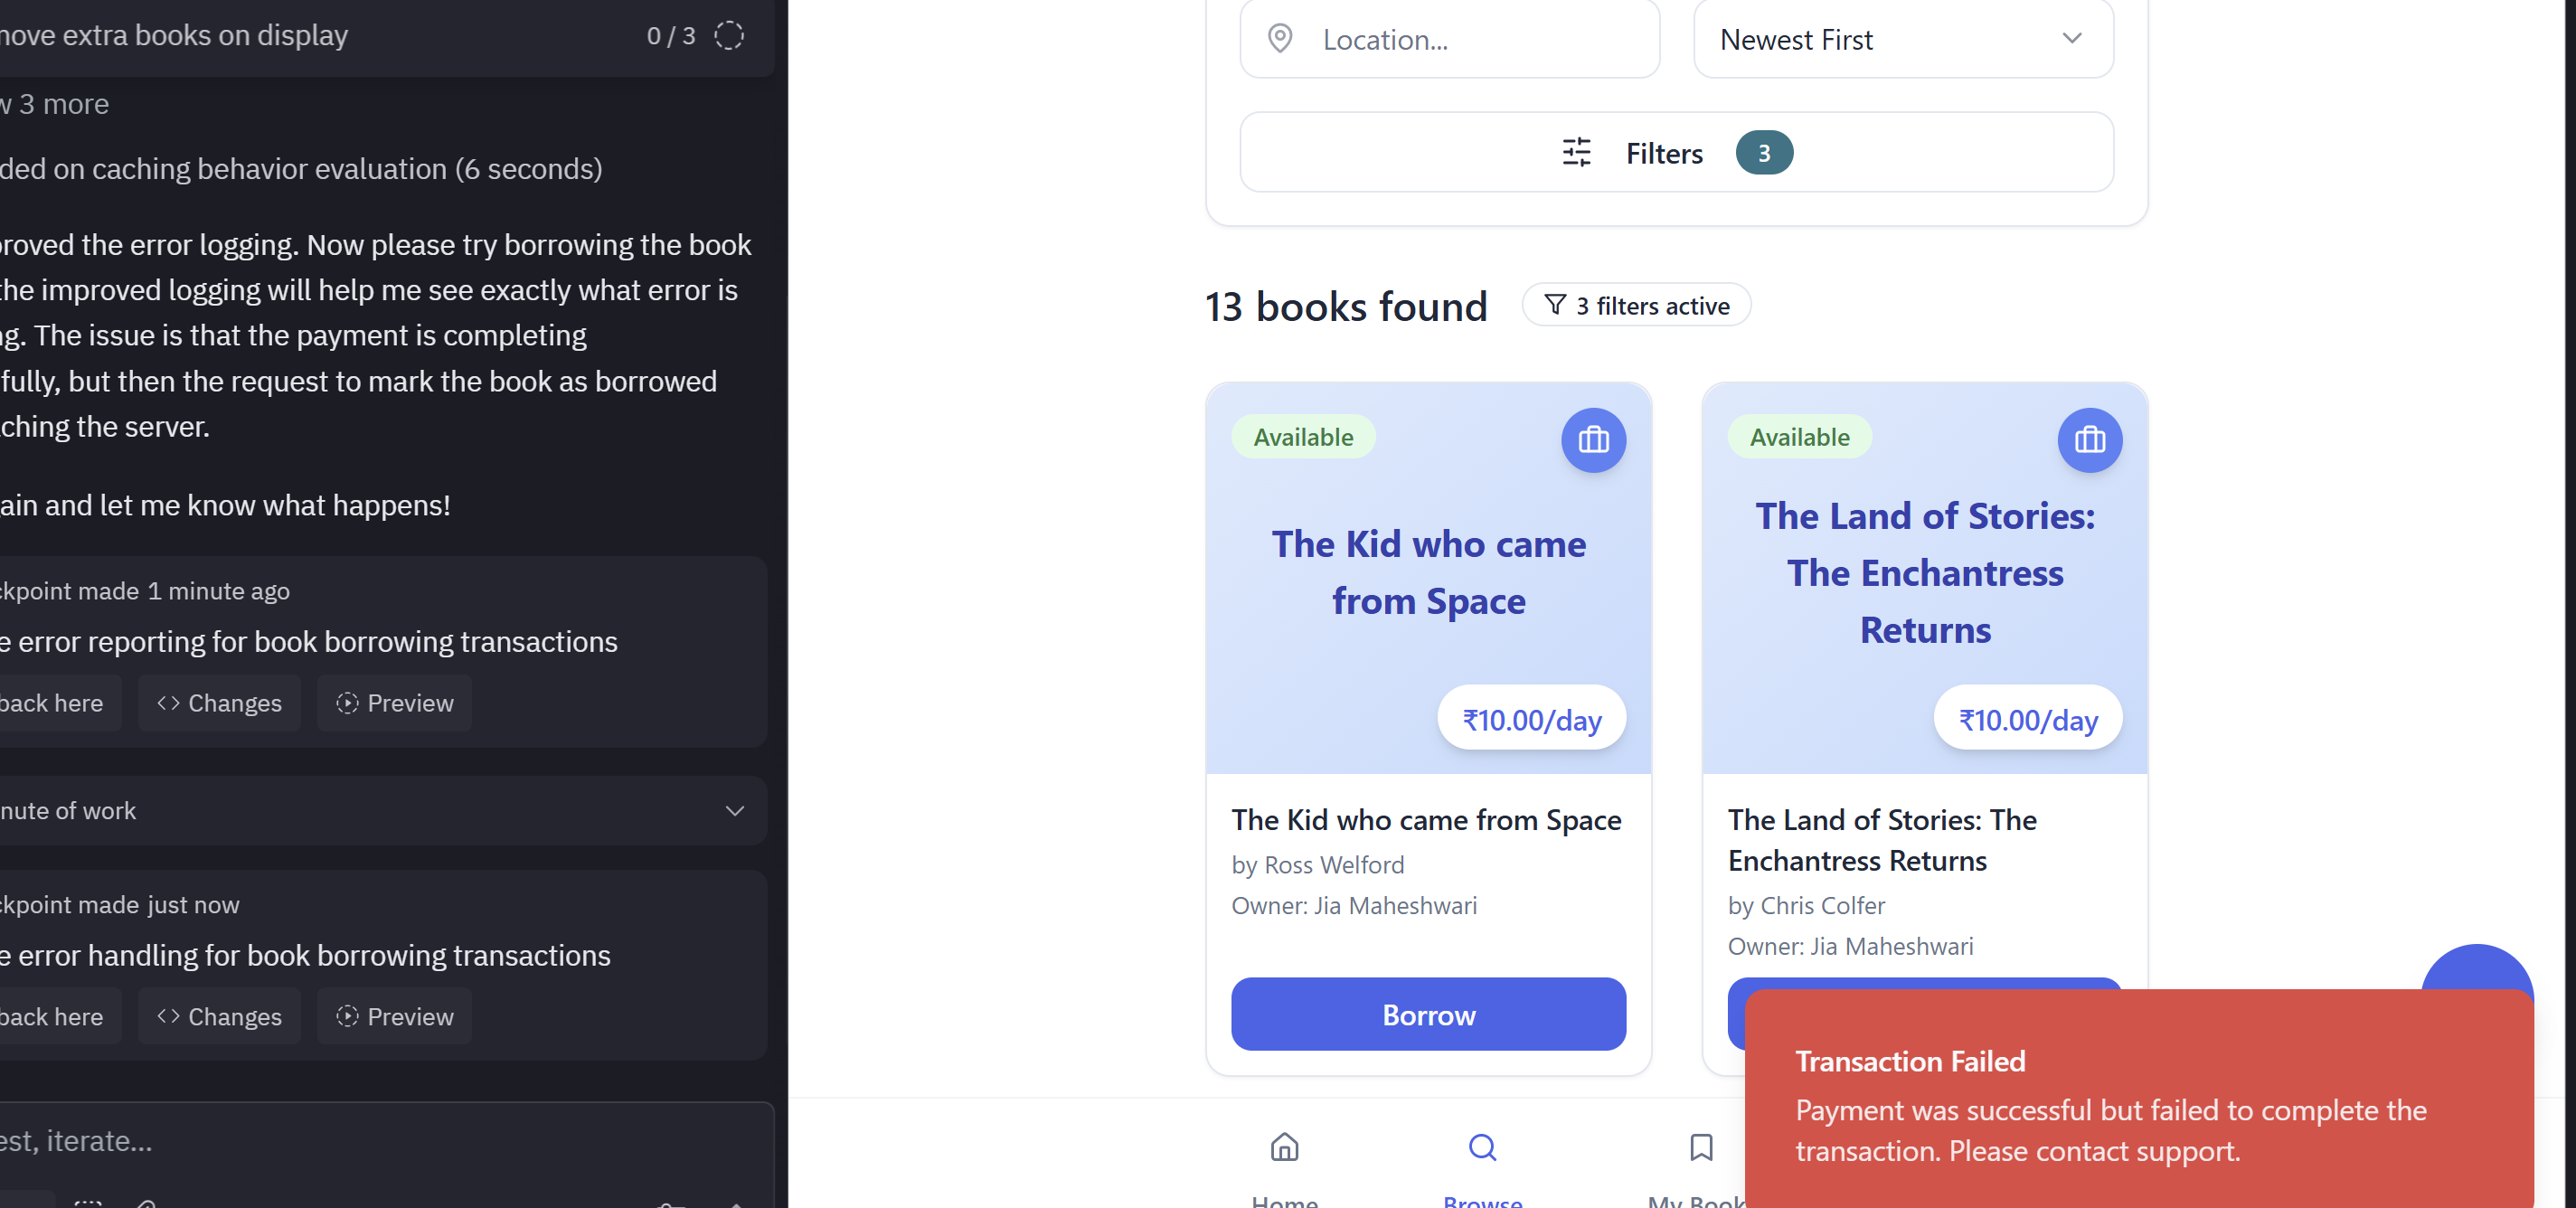 move extra books on display
0 / 3
w 3 more
ded on caching behavior evaluation (6 seconds)
proved the error logging. Now please try borrowing the book
the improved logging will help me see exactly what error is
ng. The issue is that the payment is completing
fully, but then the request to mark the book as borrowed
ching the server.
ain and let me know what happens!
ckpoint made 1 minute ago
e error reporting for book borrowing transactions
back here
Changes
Preview
nute of work
ckpoint made just now
e error handling for book borrowing transactions
back here
Changes
Preview
est, iterate...
Location...
Newest First
Filters
3
13 books found
3 filters active
Available
The Kid who came
from Space
₹10.00/day
The Kid who came from Space
by Ross Welford
Owner: Jia Maheshwari
Borrow
Available
The Land of Stories:
The Enchantress
Returns
₹10.00/day
The Land of Stories: The
Enchantress Returns
by Chris Colfer
Owner: Jia Maheshwari
Transaction Failed
Payment was successful but failed to complete the
transaction. Please contact support.
Home
Browse
My Book